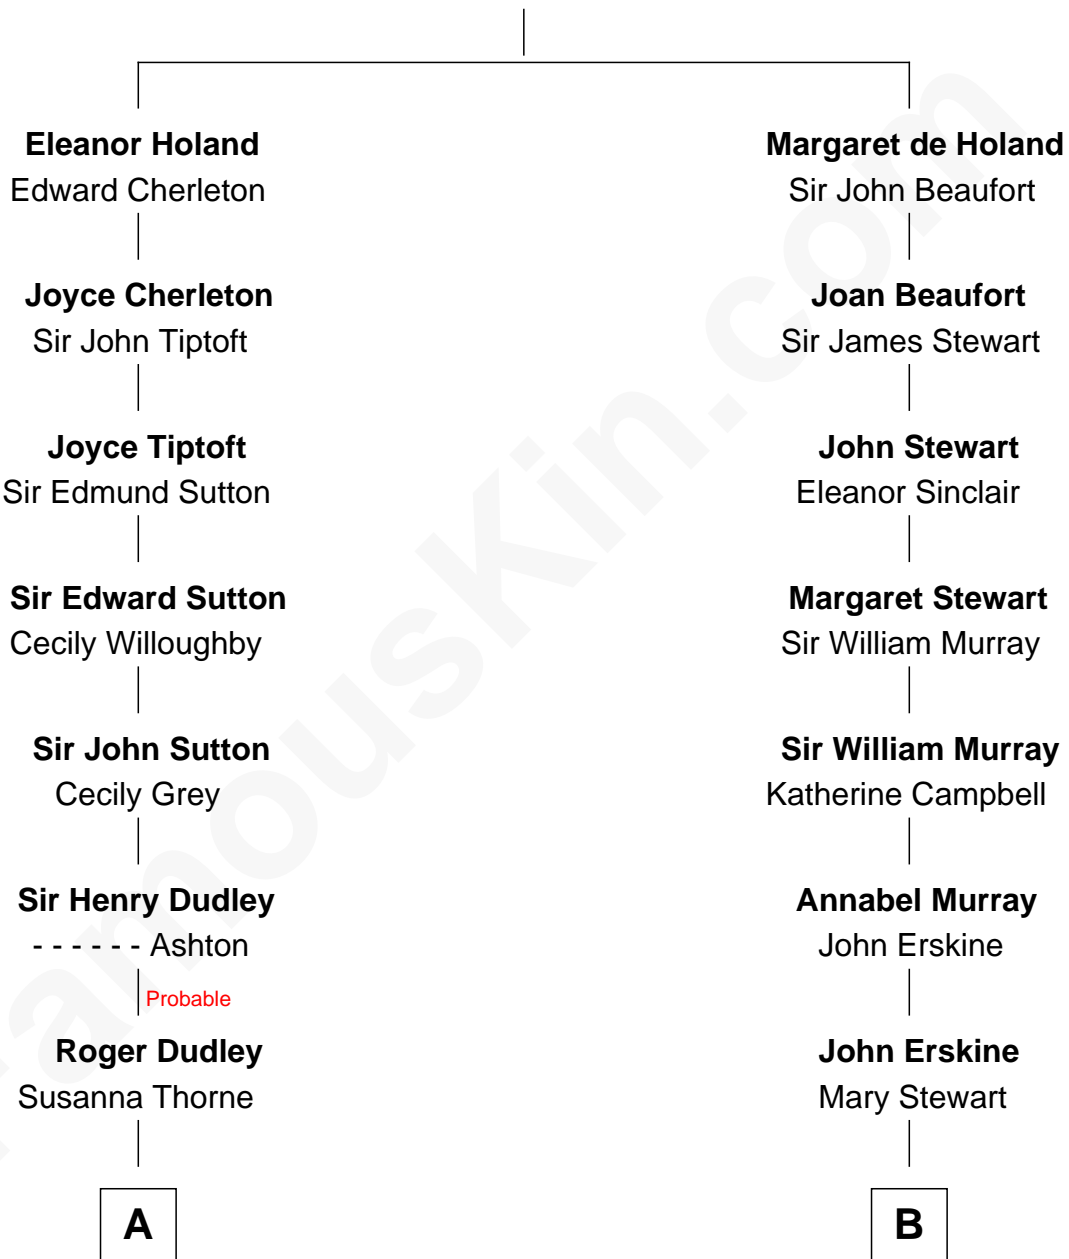 Eleanor Holand
Edward Cherleton
Margaret de Holand
Sir John Beaufort
Joyce Cherleton
Sir John Tiptoft
Joan Beaufort
Sir James Stewart
Joyce Tiptoft
Sir Edmund Sutton
John Stewart
Eleanor Sinclair
Sir Edward Sutton
Cecily Willoughby
Margaret Stewart
Sir William Murray
Sir John Sutton
Cecily Grey
Sir William Murray
Katherine Campbell
Sir Henry Dudley
- - - - - - Ashton
Annabel Murray
John Erskine
Probable
Roger Dudley
Susanna Thorne
John Erskine
Mary Stewart
A
B
FamousKin.com